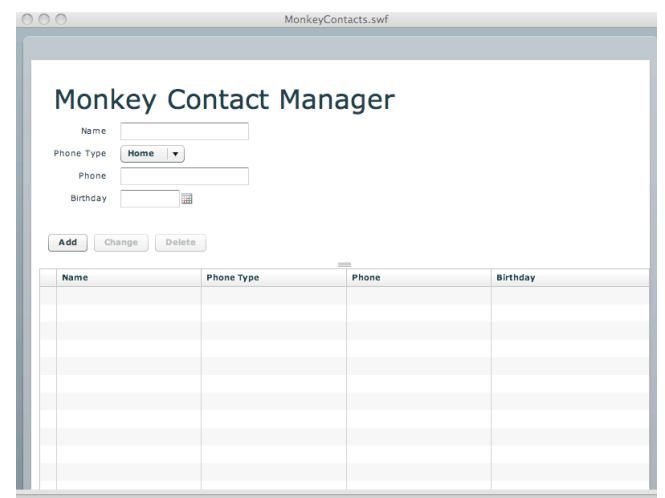 MonkeyContacts.swf
Monkey Contact Manager
Name
Phone Type Home
Phone
Birthday
Add Change Delete
Name Phone Type Phone Birthday